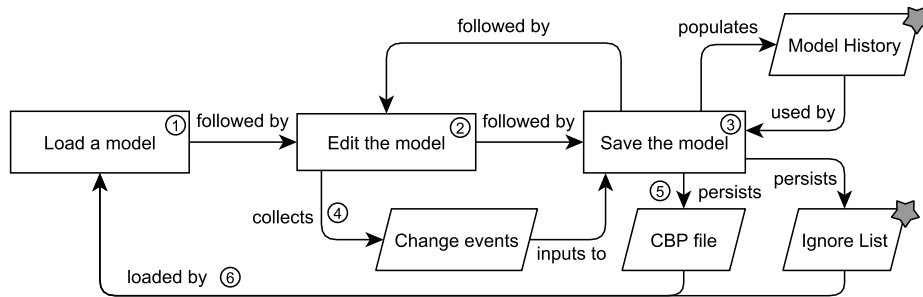 followed by
populates
Model History
Load a model
①
followed by
Edit the model
②
followed by
Save the model
③
used by
collects
④
Change events
inputs to
⑤
persists
CBP file
persists
Ignore List
loaded by
⑥